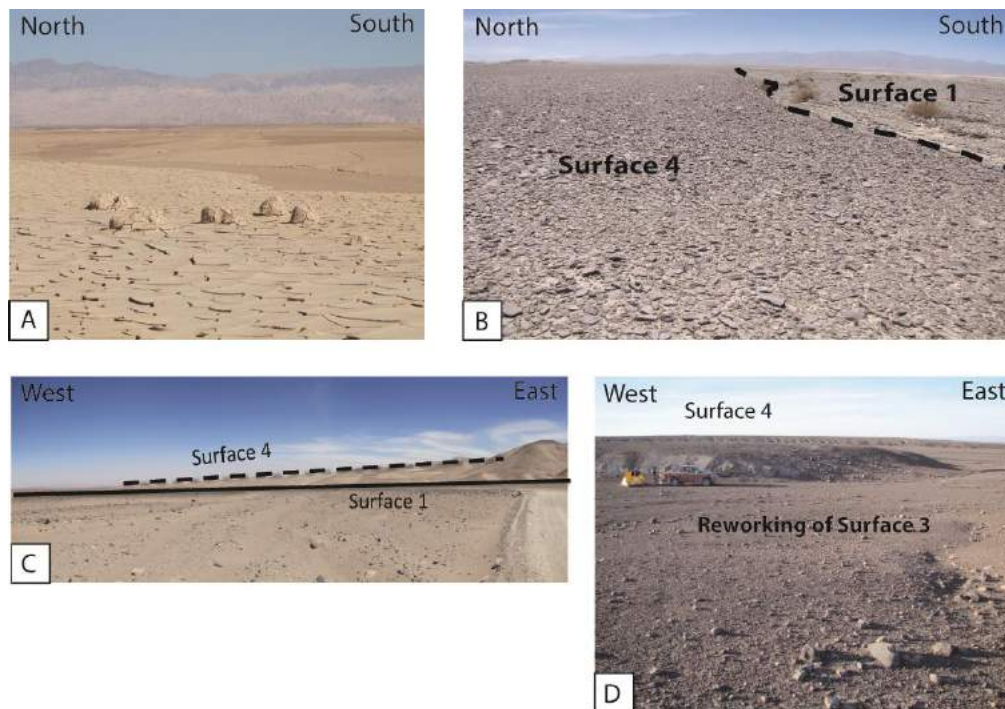 North South
A
North South
Surface 1
Surface 4
B
West East
Surface 4
Surface 1
C
West East
Surface 4
Reworking of Surface 3
D